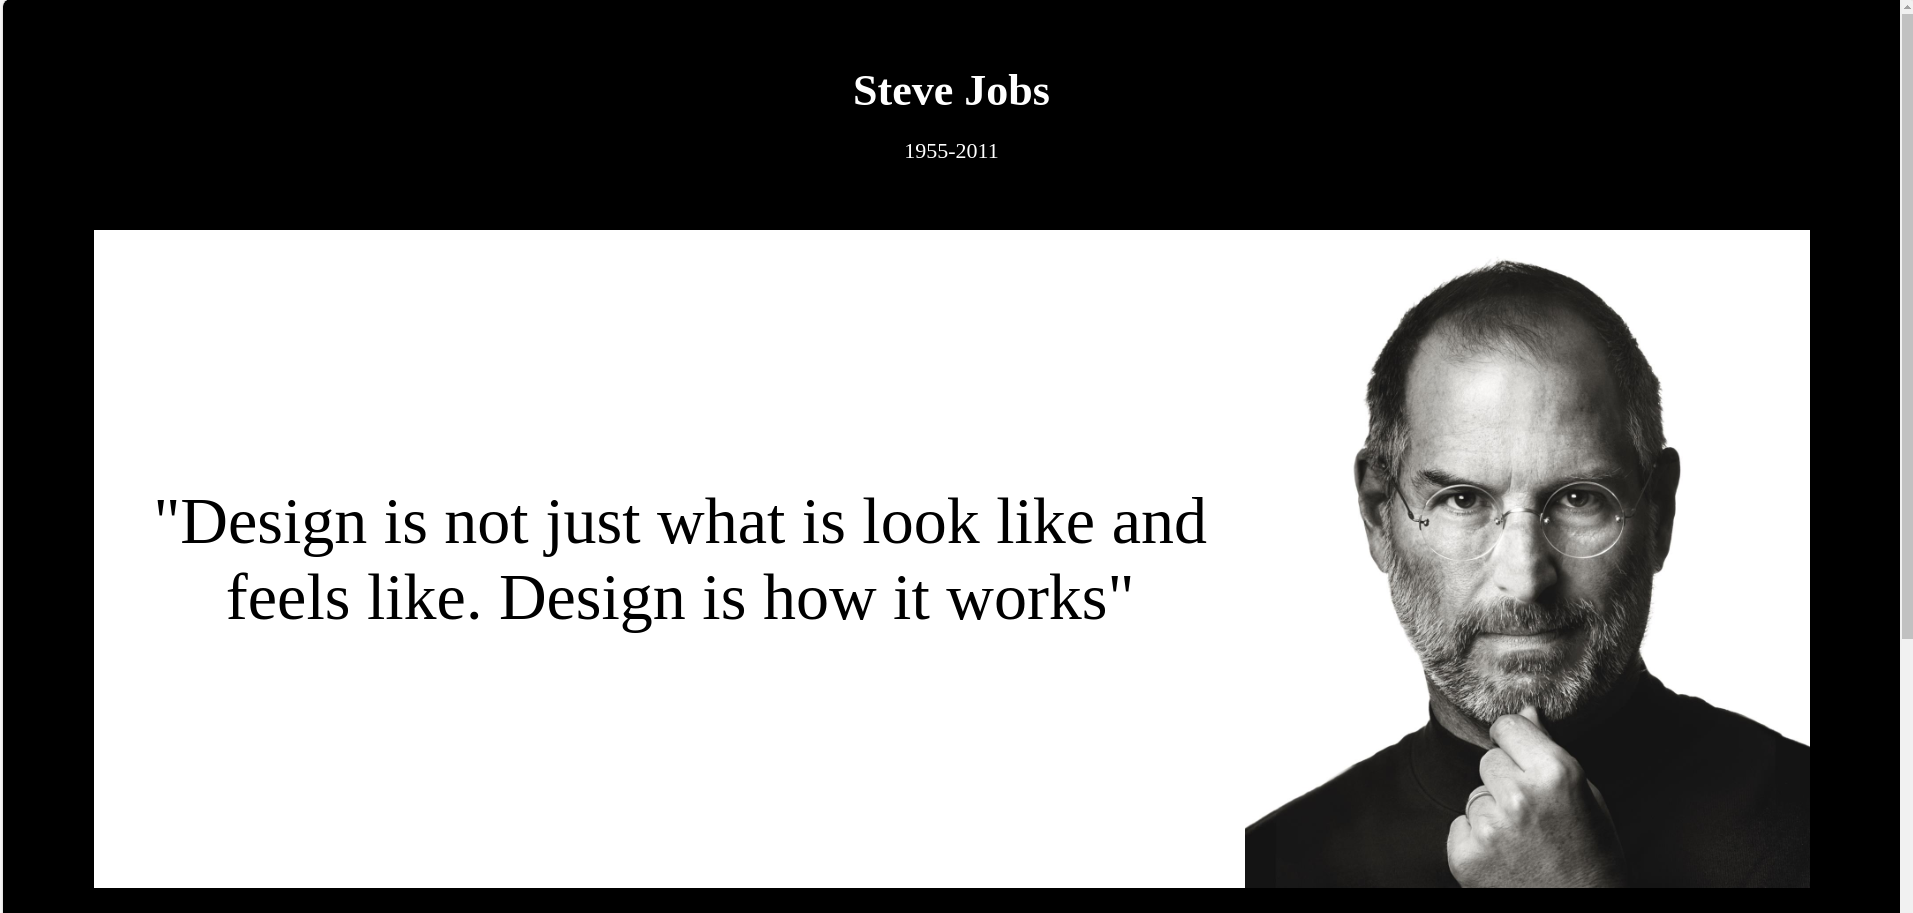 Steve Jobs
1955-2011
"Design is not just what is look like and
feels like. Design is how it works"